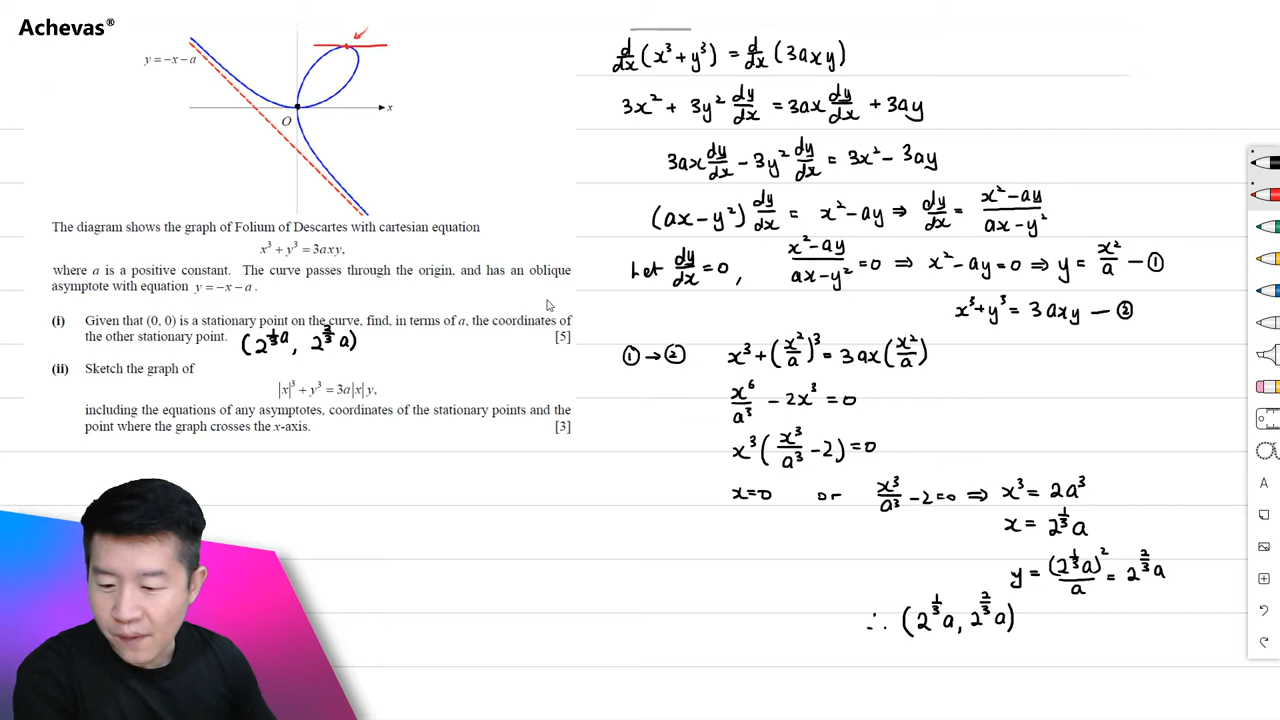 Achevas®
y = −x − a
x
O
The diagram shows the graph of Folium of Descartes with cartesian equation
x³ + y³ = 3axy,
where a is a positive constant. The curve passes through the origin, and has an oblique
asymptote with equation y = −x − a .
(i) Given that (0, 0) is a stationary point on the curve, find, in terms of a, the coordinates of
the other stationary point. (2^(1/3)a, 2^(2/3)a) [5]
(ii) Sketch the graph of
|x|³ + y³ = 3a|x|y,
including the equations of any asymptotes, coordinates of the stationary points and the
point where the graph crosses the x-axis. [3]
d/dx (x³+y³) = d/dx (3axy)
3x² + 3y² dy/dx = 3ax dy/dx + 3ay
3ax dy/dx − 3y² dy/dx = 3x² − 3ay
(ax − y²) dy/dx = x² − ay ⇒ dy/dx = (x² − ay)/(ax − y²)
Let dy/dx = 0, (x² − ay)/(ax − y²) = 0 ⇒ x² − ay = 0 ⇒ y = x²/a − ①
x³ + y³ = 3axy − ②
① → ② x³ + (x²/a)³ = 3ax(x²/a)
x⁶/a³ − 2x³ = 0
x³(x³/a³ − 2) = 0
x = 0 or x³/a³ − 2 = 0 ⇒ x³ = 2a³
x = 2^(1/3)a
y = (2^(1/3)a)²/a = 2^(2/3)a
∴ (2^(1/3)a, 2^(2/3)a)
A